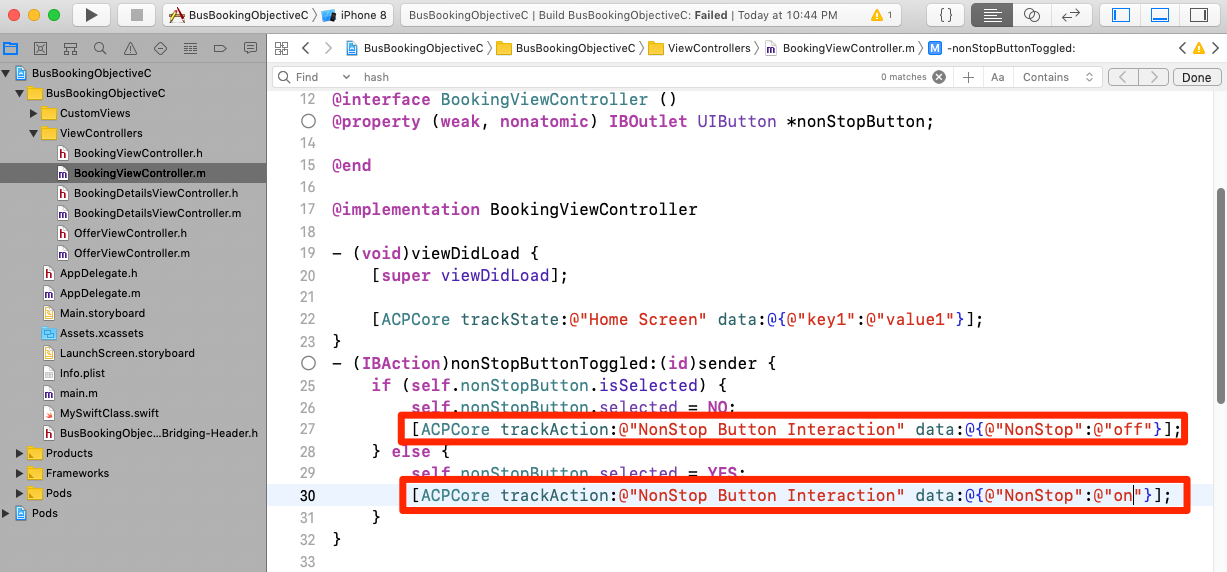 BusBookingObjectiveC iPhone 8
BusBookingObjectiveC | Build BusBookingObjectiveC: Failed | Today at 10:44 PM 1
BusBookingObjectiveC BusBookingObjectiveC ViewControllers BookingViewController.m -nonStopButtonToggled:
Find hash 0 matches Aa Contains Done
BusBookingObjectiveC
BusBookingObjectiveC
CustomViews
ViewControllers
BookingViewController.h
BookingViewController.m
BookingDetailsViewController.h
BookingDetailsViewController.m
OfferViewController.h
OfferViewController.m
AppDelegate.h
AppDelegate.m
Main.storyboard
Assets.xcassets
LaunchScreen.storyboard
Info.plist
main.m
MySwiftClass.swift
BusBookingObjec...Bridging-Header.h
Products
Frameworks
Pods
Pods
12 @interface BookingViewController ()
@property (weak, nonatomic) IBOutlet UIButton *nonStopButton;
14
15 @end
16
17 @implementation BookingViewController
18
19 - (void)viewDidLoad {
20 [super viewDidLoad];
21
22 [ACPCore trackState:@"Home Screen" data:@{@"key1":@"value1"}];
23 }
- (IBAction)nonStopButtonToggled:(id)sender {
25 if (self.nonStopButton.isSelected) {
26 self.nonStopButton.selected = NO;
27 [ACPCore trackAction:@"NonStop Button Interaction" data:@{@"NonStop":@"off"}];
28 } else {
29 self.nonStopButton.selected = YES;
30 [ACPCore trackAction:@"NonStop Button Interaction" data:@{@"NonStop":@"on"}];
31 }
32 }
33